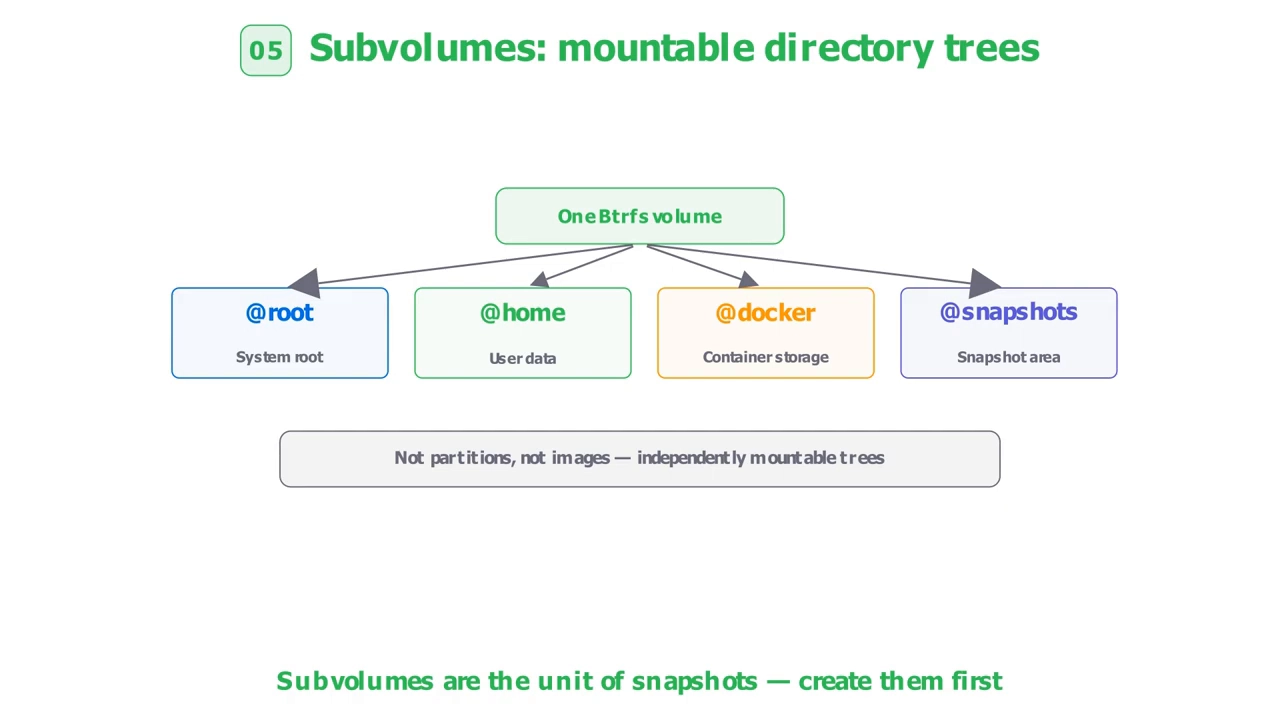 05
Subvolumes: mountable directory trees
One Btrfs volume
@root
System root
@home
User data
@docker
Container storage
@snapshots
Snapshot area
Not partitions, not images — independently mountable trees
Subvolumes are the unit of snapshots — create them first